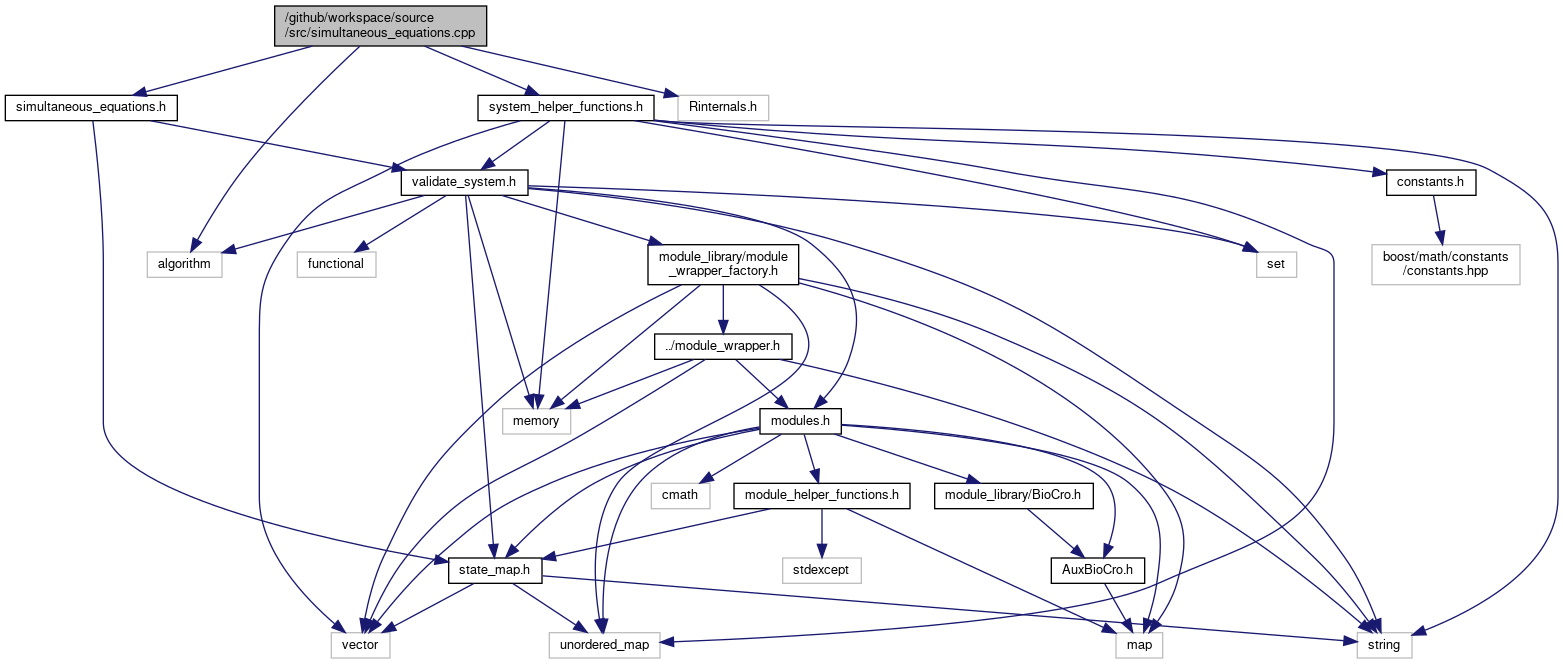 /github/workspace/source
/src/simultaneous_equations.cpp
simultaneous_equations.h
system_helper_functions.h
Rinternals.h
validate_system.h
constants.h
algorithm
functional
module_library/module
_wrapper_factory.h
set
boost/math/constants
/constants.hpp
../module_wrapper.h
memory
modules.h
cmath
module_helper_functions.h
module_library/BioCro.h
state_map.h
stdexcept
AuxBioCro.h
vector
unordered_map
map
string